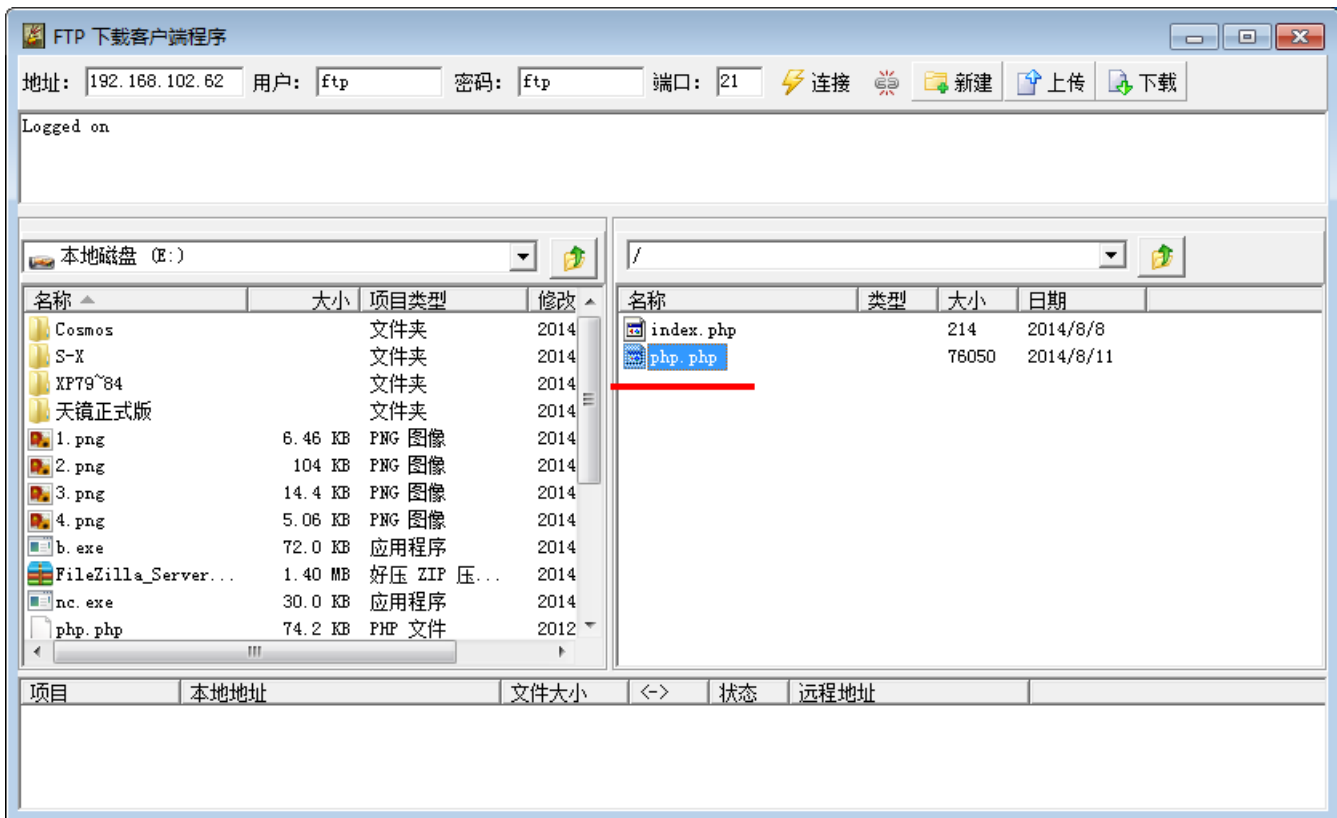 FTP 下载客户端程序
地址: 192.168.102.62 用户: ftp 密码: ftp 端口: 21 连接 新建 上传 下载
Logged on
本地磁盘 (E:)
名称 大小 项目类型 修改
Cosmos 文件夹 2014
S-X 文件夹 2014
XP79~84 文件夹 2014
天镜正式版 文件夹 2014
1.png 6.46 KB PNG 图像 2014
2.png 104 KB PNG 图像 2014
3.png 14.4 KB PNG 图像 2014
4.png 5.06 KB PNG 图像 2014
b.exe 72.0 KB 应用程序 2014
FileZilla_Server... 1.40 MB 好压 ZIP 压... 2014
nc.exe 30.0 KB 应用程序 2014
php.php 74.2 KB PHP 文件 2012
/
名称 类型 大小 日期
index.php 214 2014/8/8
php.php 76050 2014/8/11
项目 本地地址 文件大小 <-> 状态 远程地址